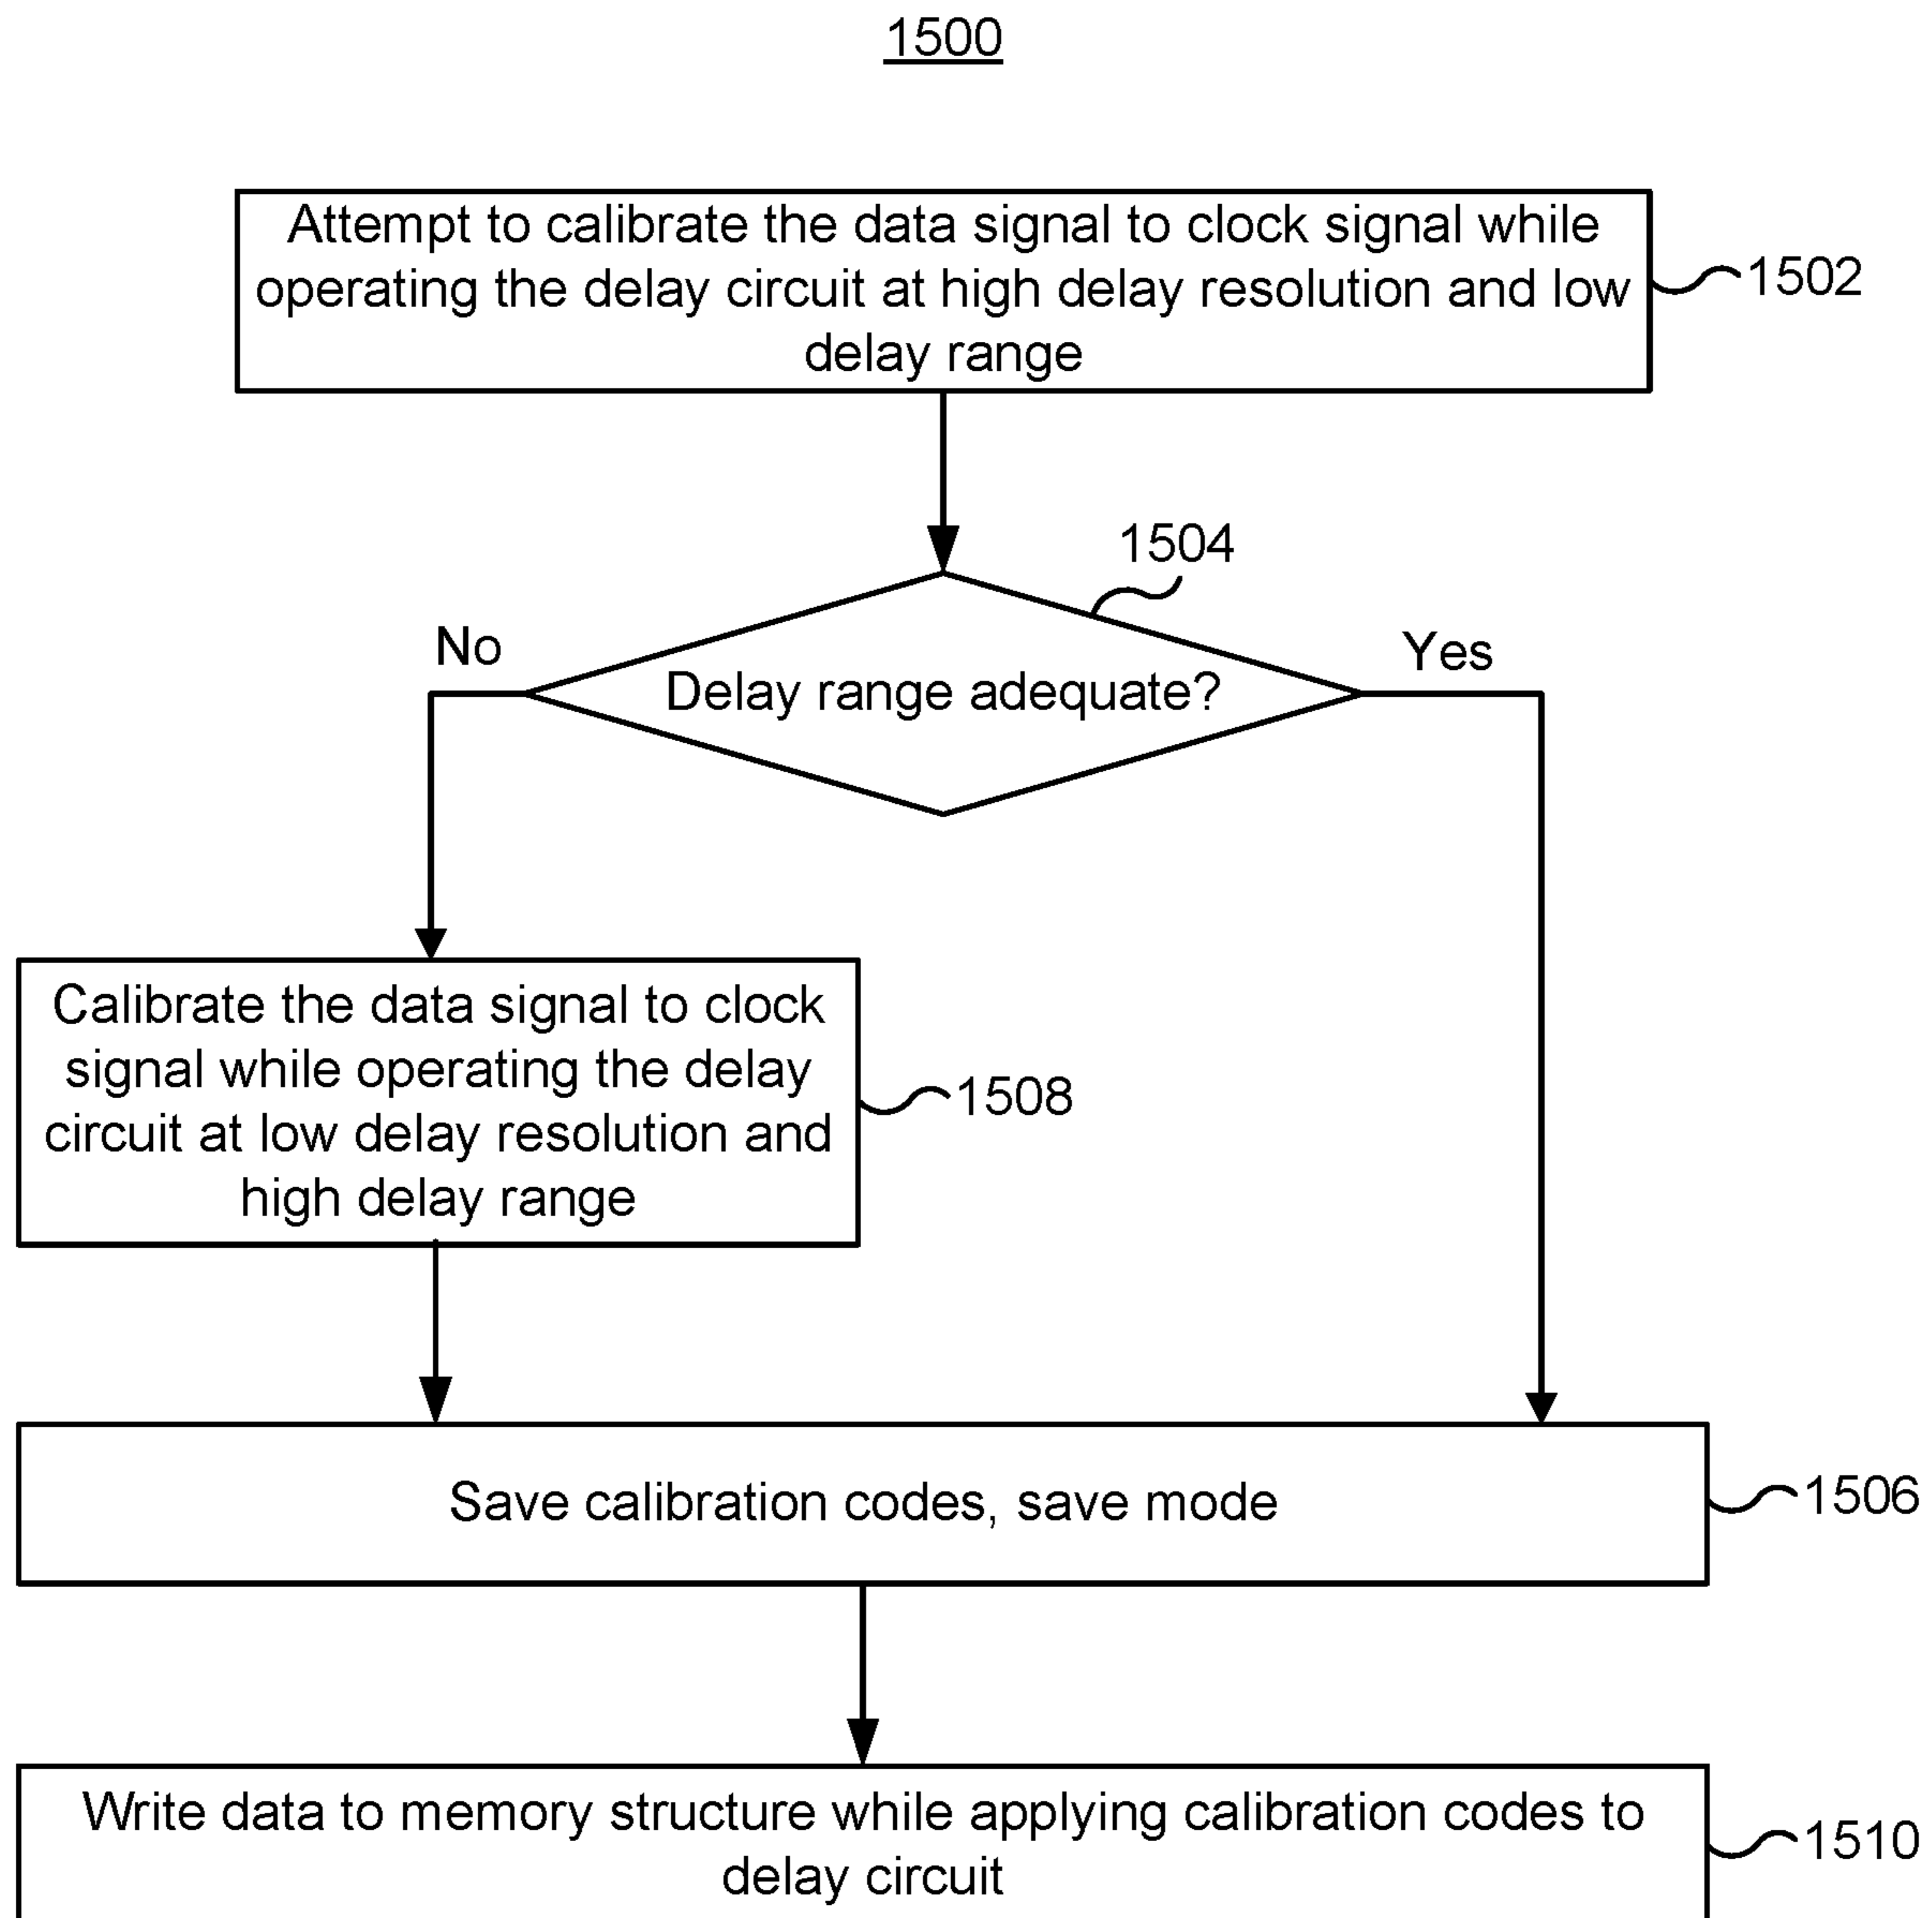 1500
Attempt to calibrate the data signal to clock signal while
operating the delay circuit at high delay resolution and low
delay range
1502
1504
No
Yes
Delay range adequate?
Calibrate the data signal to clock
signal while operating the delay
circuit at low delay resolution and
high delay range
1508
Save calibration codes, save mode
1506
Write data to memory structure while applying calibration codes to
delay circuit
1510